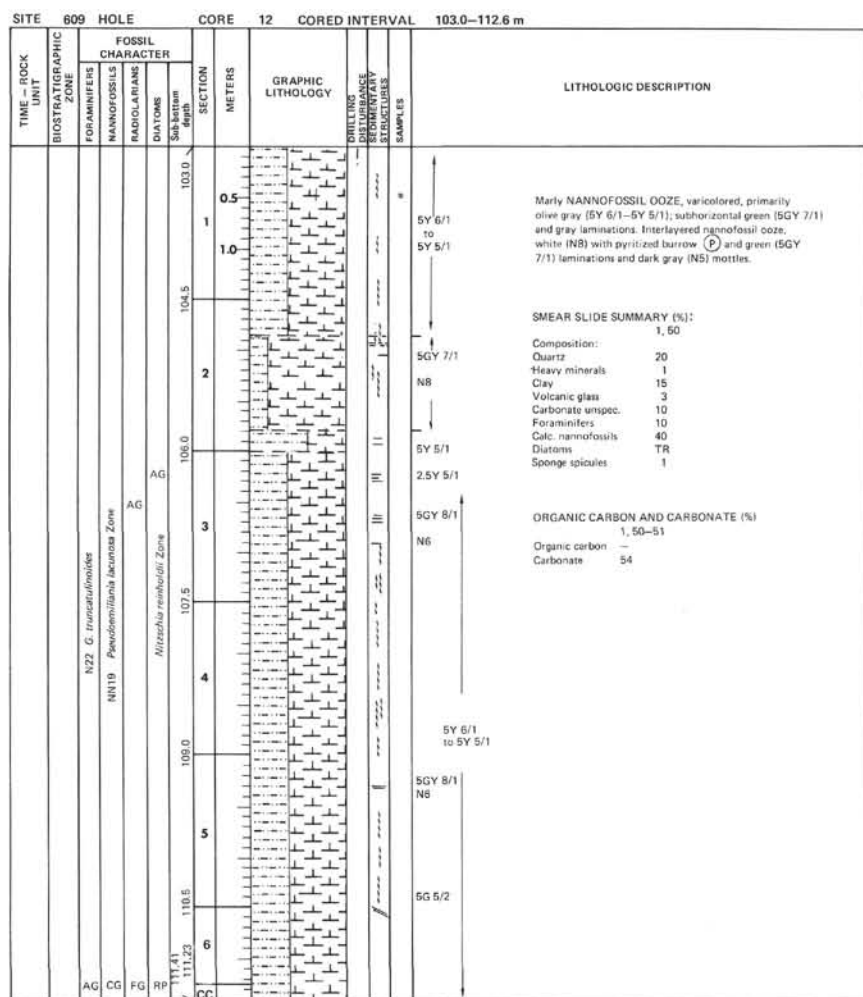 SITE 609 HOLE CORE 12 CORED INTERVAL 103.0–112.6 m
TIME – ROCK UNIT
BIOSTRATIGRAPHIC ZONE
FOSSIL CHARACTER
FORAMINIFERS
NANNOFOSSILS
RADIOLARIANS
DIATOMS
Sub-bottom depth
SECTION
METERS
GRAPHIC LITHOLOGY
DRILLING DISTURBANCE
SEDIMENTARY STRUCTURES
SAMPLES
LITHOLOGIC DESCRIPTION
N22 G. truncatulinoides
NN19 Pseudoemiliania lacunosa Zone
AG
AG
Nitzschia reinholdii Zone
AG CG FG RP
103.0
104.5
106.0
107.5
109.0
110.5
111.41
111.23
1
2
3
4
5
6
CC
0.5
1.0
*
5Y 6/1
to
5Y 5/1
5GY 7/1
N8
5Y 5/1
2.5Y 5/1
5GY 8/1
N6
5Y 6/1
to 5Y 5/1
5GY 8/1
N6
5G 5/2
Marly NANNOFOSSIL OOZE, varicolored, primarily
olive gray (5Y 6/1–5Y 5/1); subhorizontal green (5GY 7/1)
and gray laminations. Interlayered nannofossil ooze,
white (N8) with pyritized burrow P and green (5GY
7/1) laminations and dark gray (N5) mottles.
SMEAR SLIDE SUMMARY (%):
1, 50
Composition:
Quartz 20
Heavy minerals 1
Clay 15
Volcanic glass 3
Carbonate unspec. 10
Foraminifers 10
Calc. nannofossils 40
Diatoms TR
Sponge spicules 1
ORGANIC CARBON AND CARBONATE (%)
1, 50–51
Organic carbon —
Carbonate 54